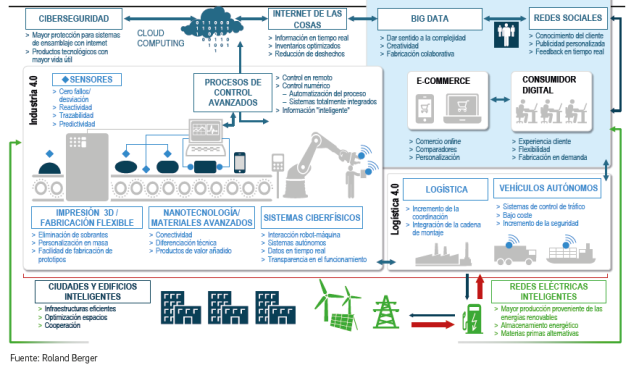 CIBERSEGURIDAD
> Mayor protección para sistemas
de ensamblaje con internet
> Productos tecnológicos con
mayor vida útil
CLOUD
COMPUTING
INTERNET DE LAS
COSAS
> Información en tiempo real
> Inventarios optimizados
> Reducción de deshechos
BIG DATA
> Dar sentido a la complejidad
> Creatividad
> Fabricación colaborativa
REDES SOCIALES
> Conocimiento del cliente
> Publicidad personalizada
> Feedback en tiempo real
Industria 4.0
SENSORES
> Cero fallos/
desviación
> Reactividad
> Trazabilidad
> Predictividad
PROCESOS DE
CONTROL
AVANZADOS
> Control en remoto
> Control numérico
– Automatización del proceso
– Sistemas totalmente integrados
> Información "inteligente"
E-COMMERCE
> Comercio online
> Comparadores
> Personalización
CONSUMIDOR
DIGITAL
> Experiencia cliente
> Flexibilidad
> Fabricación en demanda
IMPRESIÓN 3D /
FABRICACIÓN FLEXIBLE
> Eliminación de sobrantes
> Personalización en masa
> Facilidad de fabricación de
prototipos
NANOTECNOLOGÍA/
MATERIALES AVANZADOS
> Conectividad
> Diferenciación técnica
> Productos de valor añadido
SISTEMAS CIBERFÍSICOS
> Interacción robot-máquina
> Sistemas autónomos
> Datos en tiempo real
> Transparencia en el funcionamiento
Logística 4.0
LOGÍSTICA
> Incremento de la
coordinación
> Integración de la cadena
de montaje
VEHÍCULOS AUTÓNOMOS
> Sistemas de control de tráfico
> Bajo coste
> Incremento de la seguridad
CIUDADES Y EDIFICIOS
INTELIGENTES
> Infraestructuras eficientes
> Optimización espacios
> Cooperación
REDES ELÉCTRICAS
INTELIGENTES
> Mayor producción proveniente de las
energías renovables
> Almacenamiento energético
> Materias primas alternativas
Fuente: Roland Berger